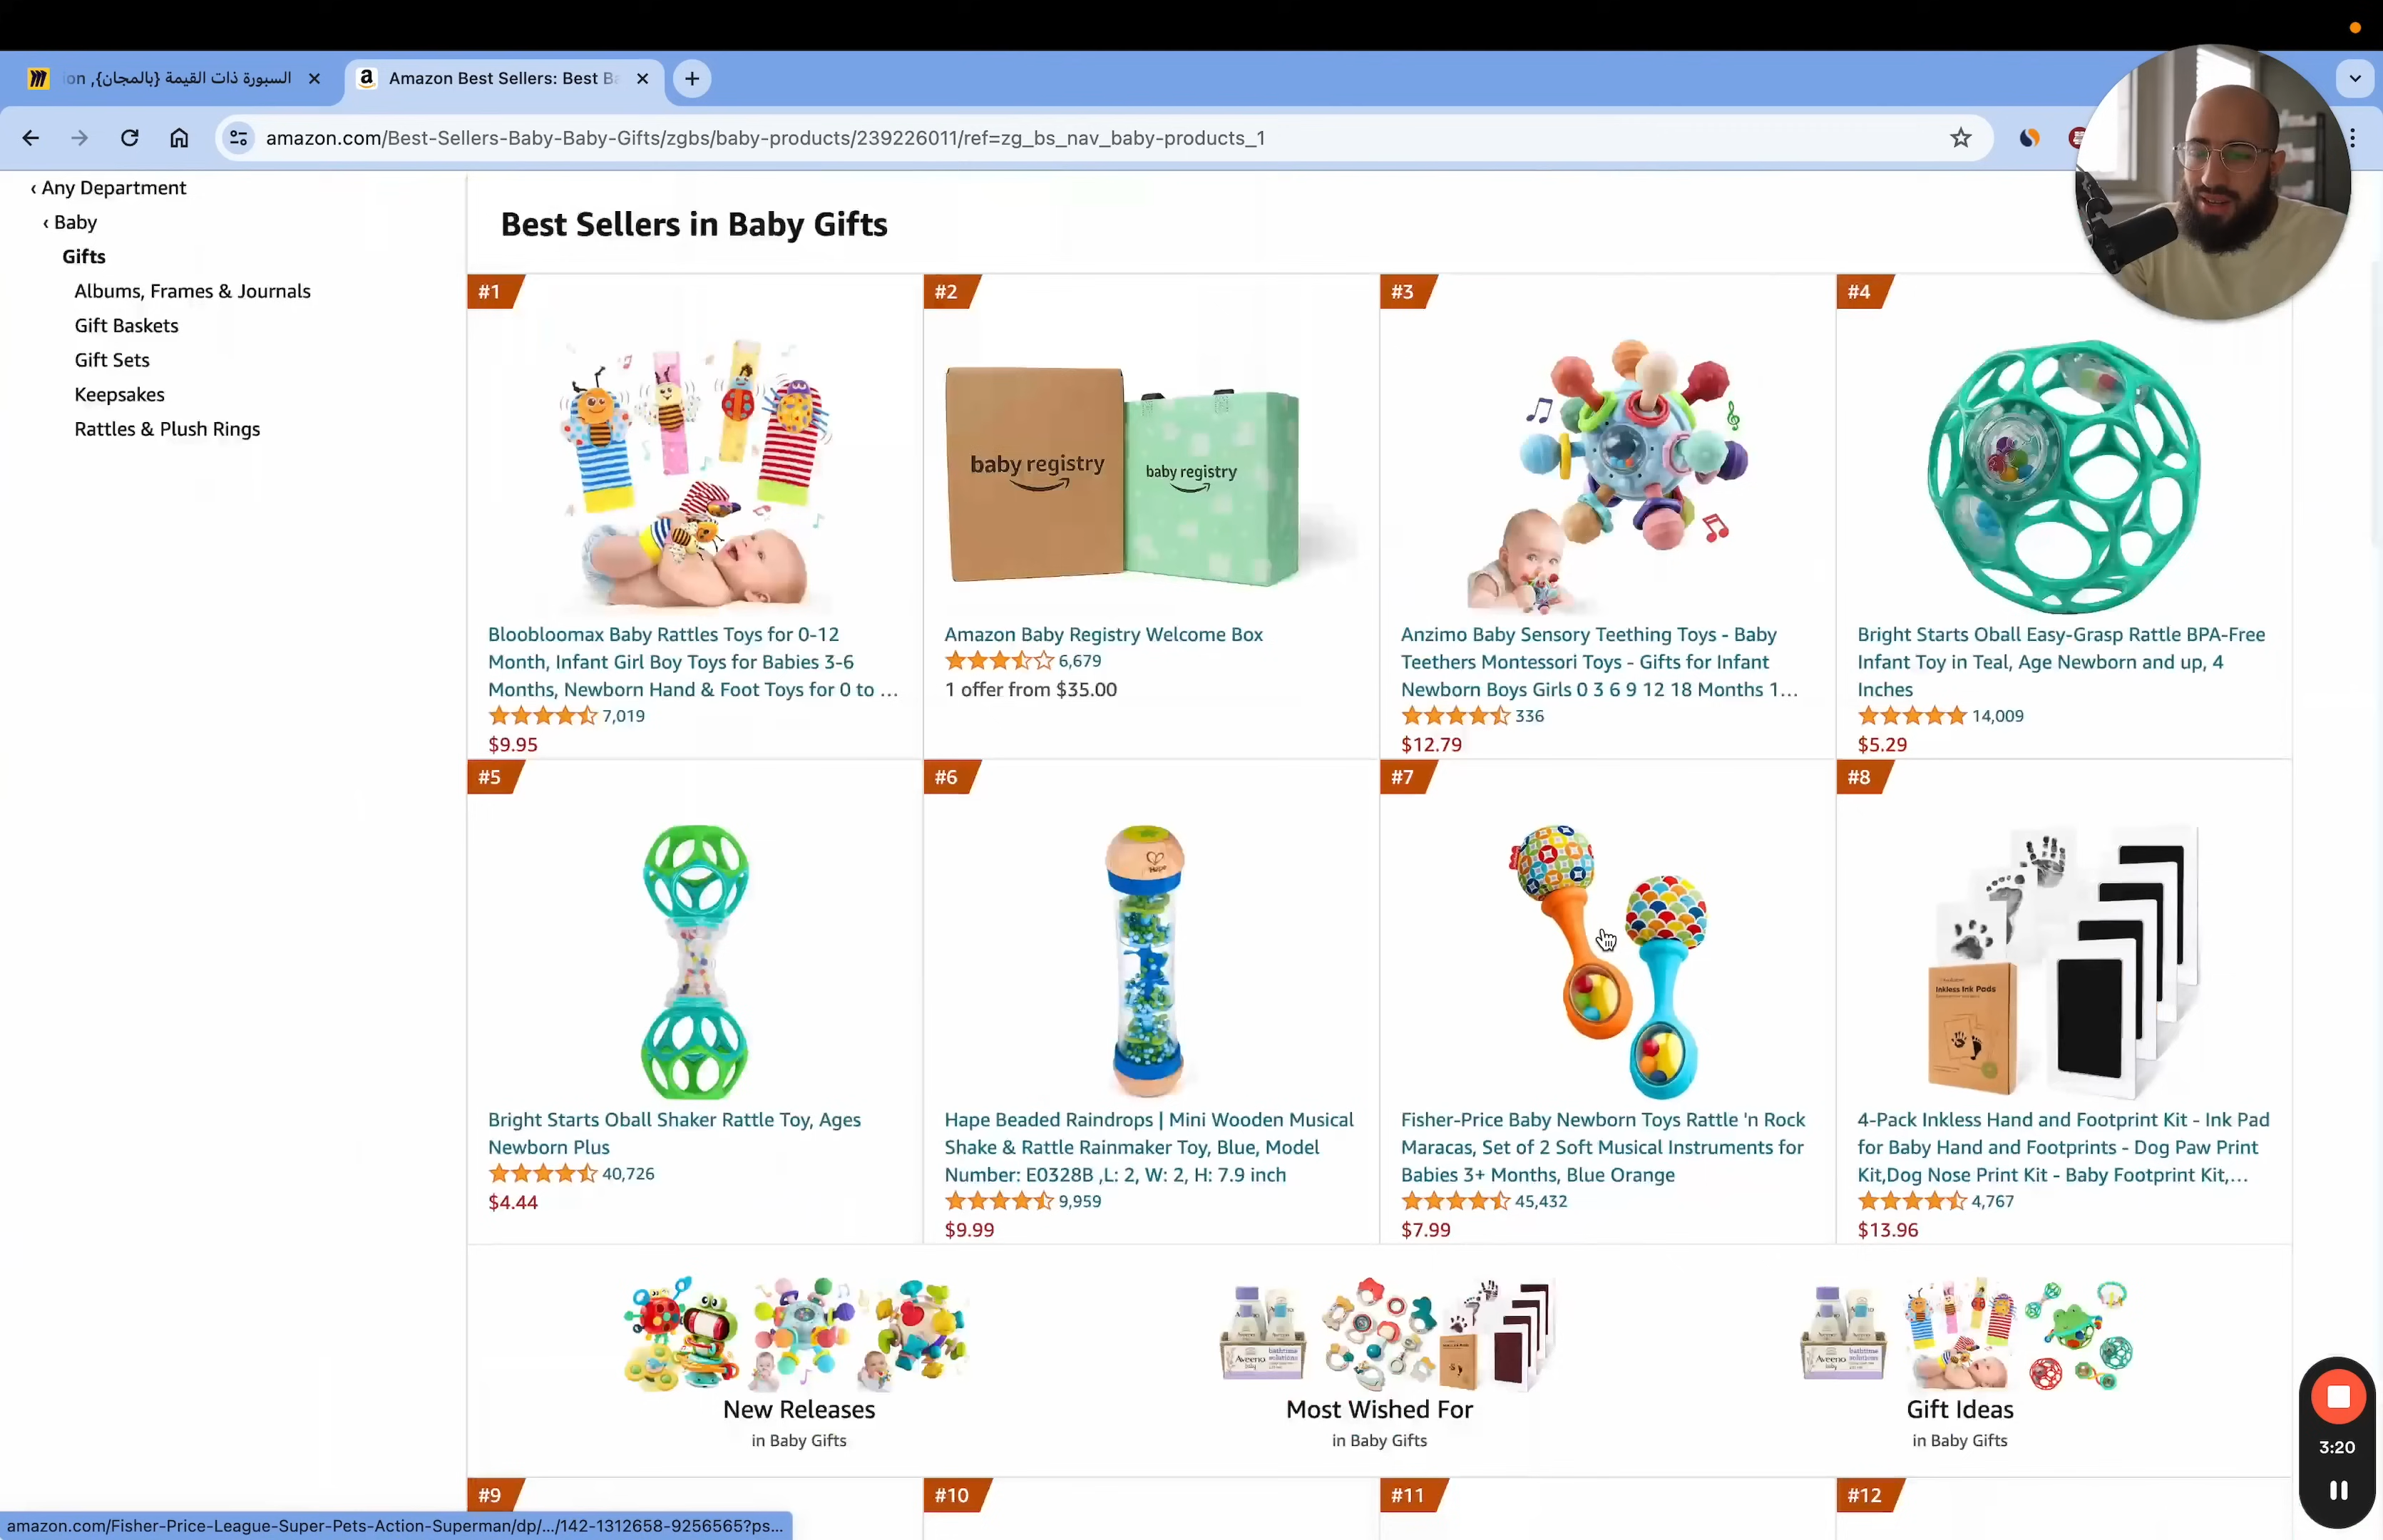 السبورة ذات القيمة {بالمجان}, ion
Amazon Best Sellers: Best Ba
amazon.com/Best-Sellers-Baby-Baby-Gifts/zgbs/baby-products/239226011/ref=zg_bs_nav_baby-products_1
‹ Any Department
‹ Baby
Gifts
Albums, Frames & Journals
Gift Baskets
Gift Sets
Keepsakes
Rattles & Plush Rings
Best Sellers in Baby Gifts
#1
#2
#3
#4
baby registry
baby registry
Bloobloomax Baby Rattles Toys for 0-12
Month, Infant Girl Boy Toys for Babies 3-6
Months, Newborn Hand & Foot Toys for 0 to …
7,019
$9.95
Amazon Baby Registry Welcome Box
6,679
1 offer from $35.00
Anzimo Baby Sensory Teething Toys - Baby
Teethers Montessori Toys - Gifts for Infant
Newborn Boys Girls 0 3 6 9 12 18 Months 1…
336
$12.79
Bright Starts Oball Easy-Grasp Rattle BPA-Free
Infant Toy in Teal, Age Newborn and up, 4
Inches
14,009
$5.29
#5
#6
#7
#8
Hape
Inkless Ink Pads
Bright Starts Oball Shaker Rattle Toy, Ages
Newborn Plus
40,726
$4.44
Hape Beaded Raindrops | Mini Wooden Musical
Shake & Rattle Rainmaker Toy, Blue, Model
Number: E0328B ,L: 2, W: 2, H: 7.9 inch
9,959
$9.99
Fisher-Price Baby Newborn Toys Rattle 'n Rock
Maracas, Set of 2 Soft Musical Instruments for
Babies 3+ Months, Blue Orange
45,432
$7.99
4-Pack Inkless Hand and Footprint Kit - Ink Pad
for Baby Hand and Footprints - Dog Paw Print
Kit,Dog Nose Print Kit - Baby Footprint Kit,…
4,767
$13.96
Aveeno
Aveeno
New Releases
in Baby Gifts
Most Wished For
in Baby Gifts
Gift Ideas
in Baby Gifts
3:20
#9
#10
#11
#12
amazon.com/Fisher-Price-League-Super-Pets-Action-Superman/dp/.../142-1312658-9256565?ps...